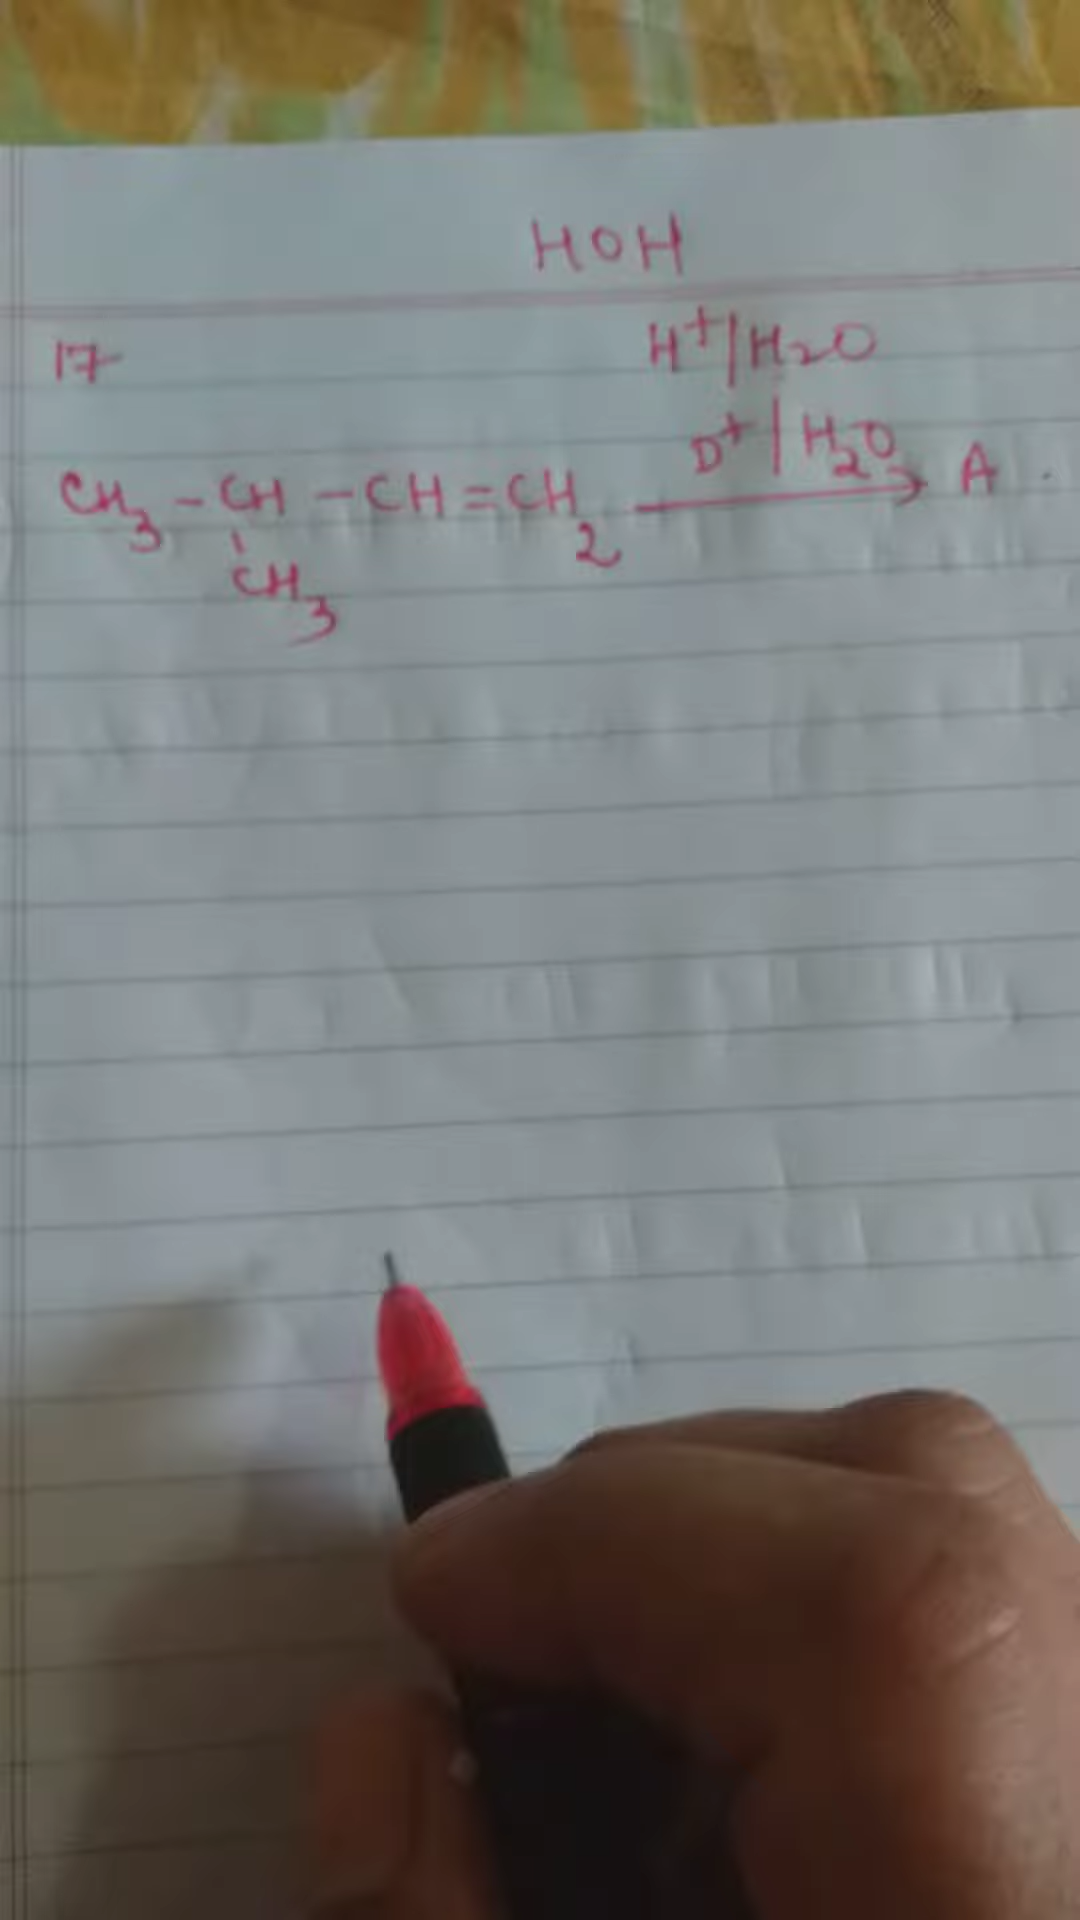 HOH
17
H⁺/H₂O
D⁺/H₂O
CH₃-CH-CH=CH₂ → A.
CH₃